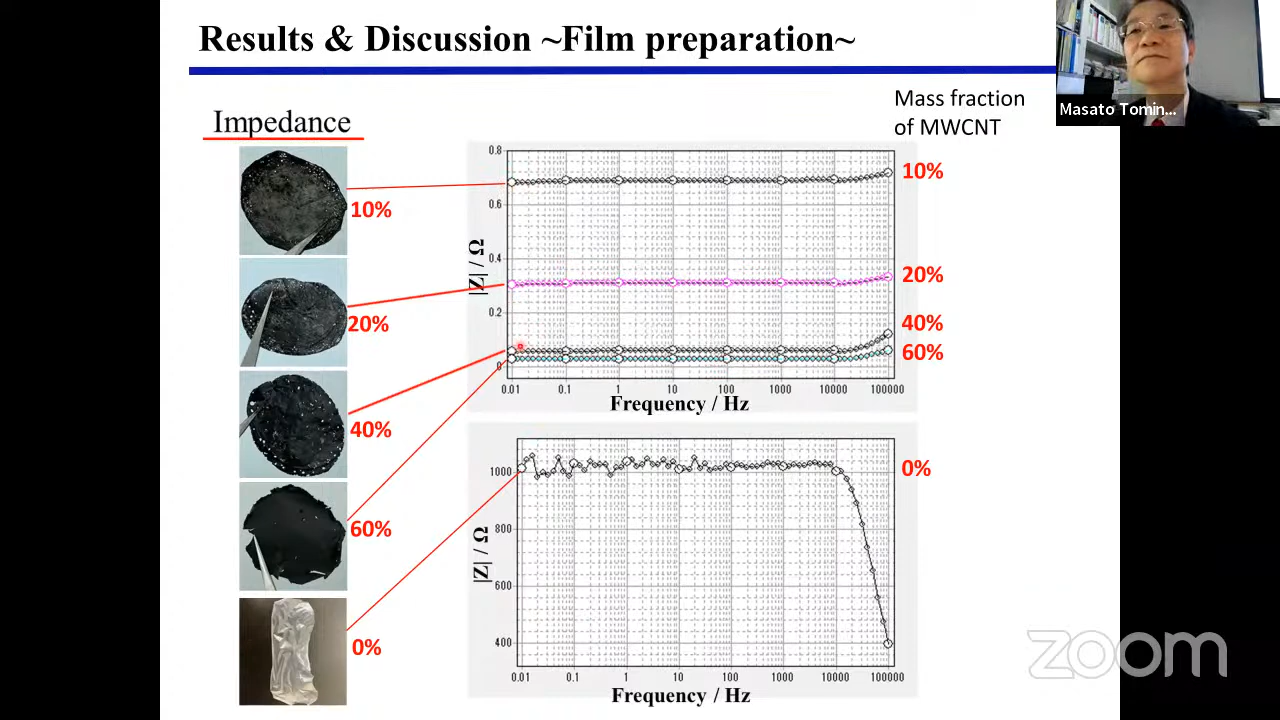 Results & Discussion ~Film preparation~
Masato Tomin...
Impedance
Mass fraction
of MWCNT
10%
20%
40%
60%
0%
0.8
0.6
0.4
0.2
0
|Z| / Ω
0.01 0.1 1 10 100 1000 10000 100000
Frequency / Hz
10%
20%
40%
60%
1000
800
600
400
|Z| / Ω
0.01 0.1 1 10 100 1000 10000 100000
Frequency / Hz
0%
zoom